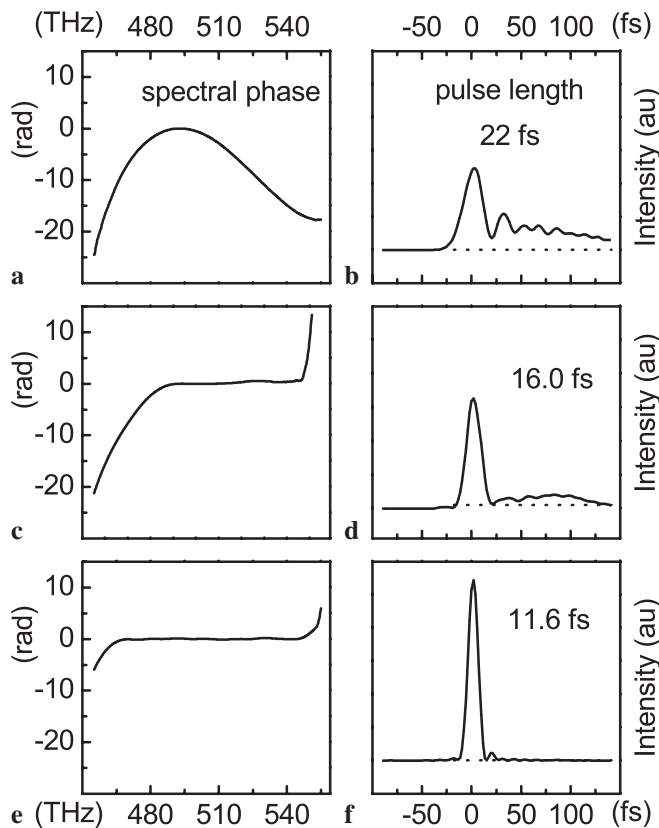 (THz) 480 510 540
-50 0 50 100 (fs)
spectral phase
10
0
-10
-20
(rad)
a
pulse length
22 fs
Intensity (au)
b
10
0
-10
-20
(rad)
c
16.0 fs
Intensity (au)
d
10
0
-10
-20
(rad)
e
11.6 fs
Intensity (au)
f
(THz) 480 510 540
-50 0 50 100 (fs)